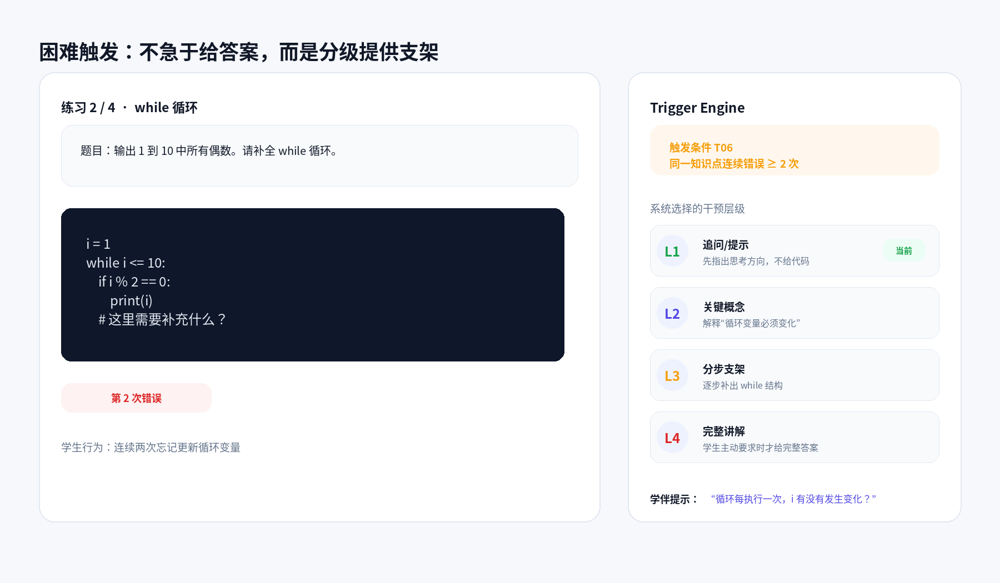 困难触发：不急于给答案，而是分级提供支架
练习 2 / 4 · while 循环
题目：输出 1 到 10 中所有偶数。请补全 while 循环。
i = 1
while i <= 10:
    if i % 2 == 0:
        print(i)
    # 这里需要补充什么？
第 2 次错误
学生行为：连续两次忘记更新循环变量
Trigger Engine
触发条件 T06
同一知识点连续错误 ≥ 2 次
系统选择的干预层级
L1
追问/提示
先指出思考方向，不给代码
当前
L2
关键概念
解释“循环变量必须变化”
L3
分步支架
逐步补出 while 结构
L4
完整讲解
学生主动要求时才给完整答案
学伴提示： “循环每执行一次，i 有没有发生变化？”